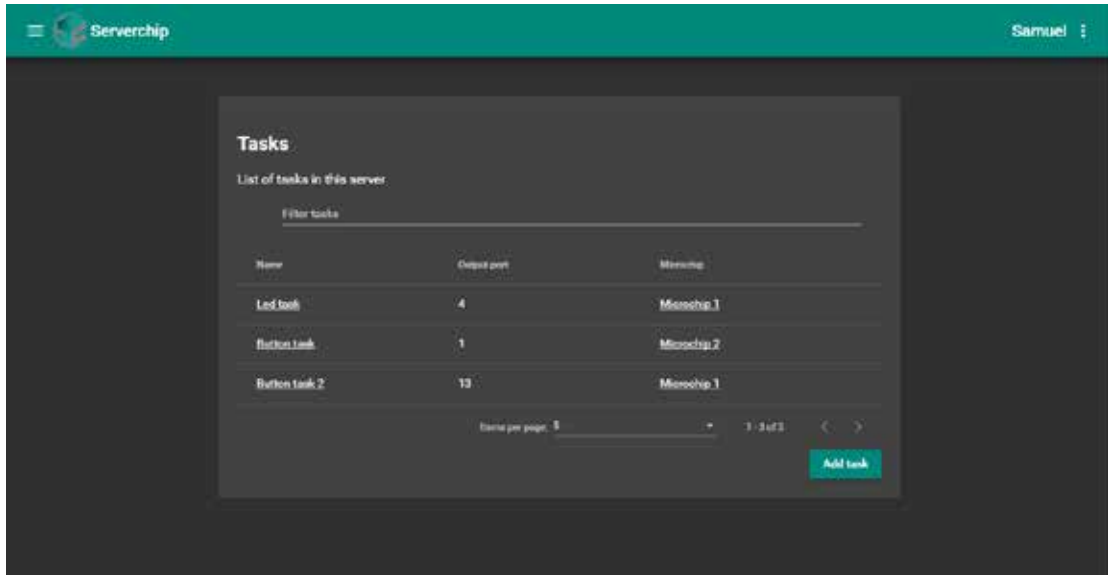 Serverchip Samuel
Tasks
List of tasks in this server
Filter tasks
Name Output port Microchip
Led task 4 Microchip 1
Button task 1 Microchip 2
Button task 2 13 Microchip 1
Items per page: 5 1 - 3 of 3
Add task